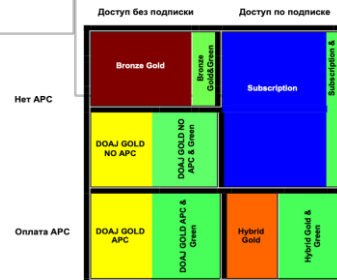 Доступ без подписки
Доступ по подписке
Нет APC
Bronze Gold
Bronze
Gold&Green
Subscription
Subscription &
DOAJ GOLD
NO APC
DOAJ GOLD NO
APC & Green
Оплата APC
DOAJ GOLD
APC
DOAJ GOLD APC &
Green
Hybrid
Gold
Hybrid Gold &
Green